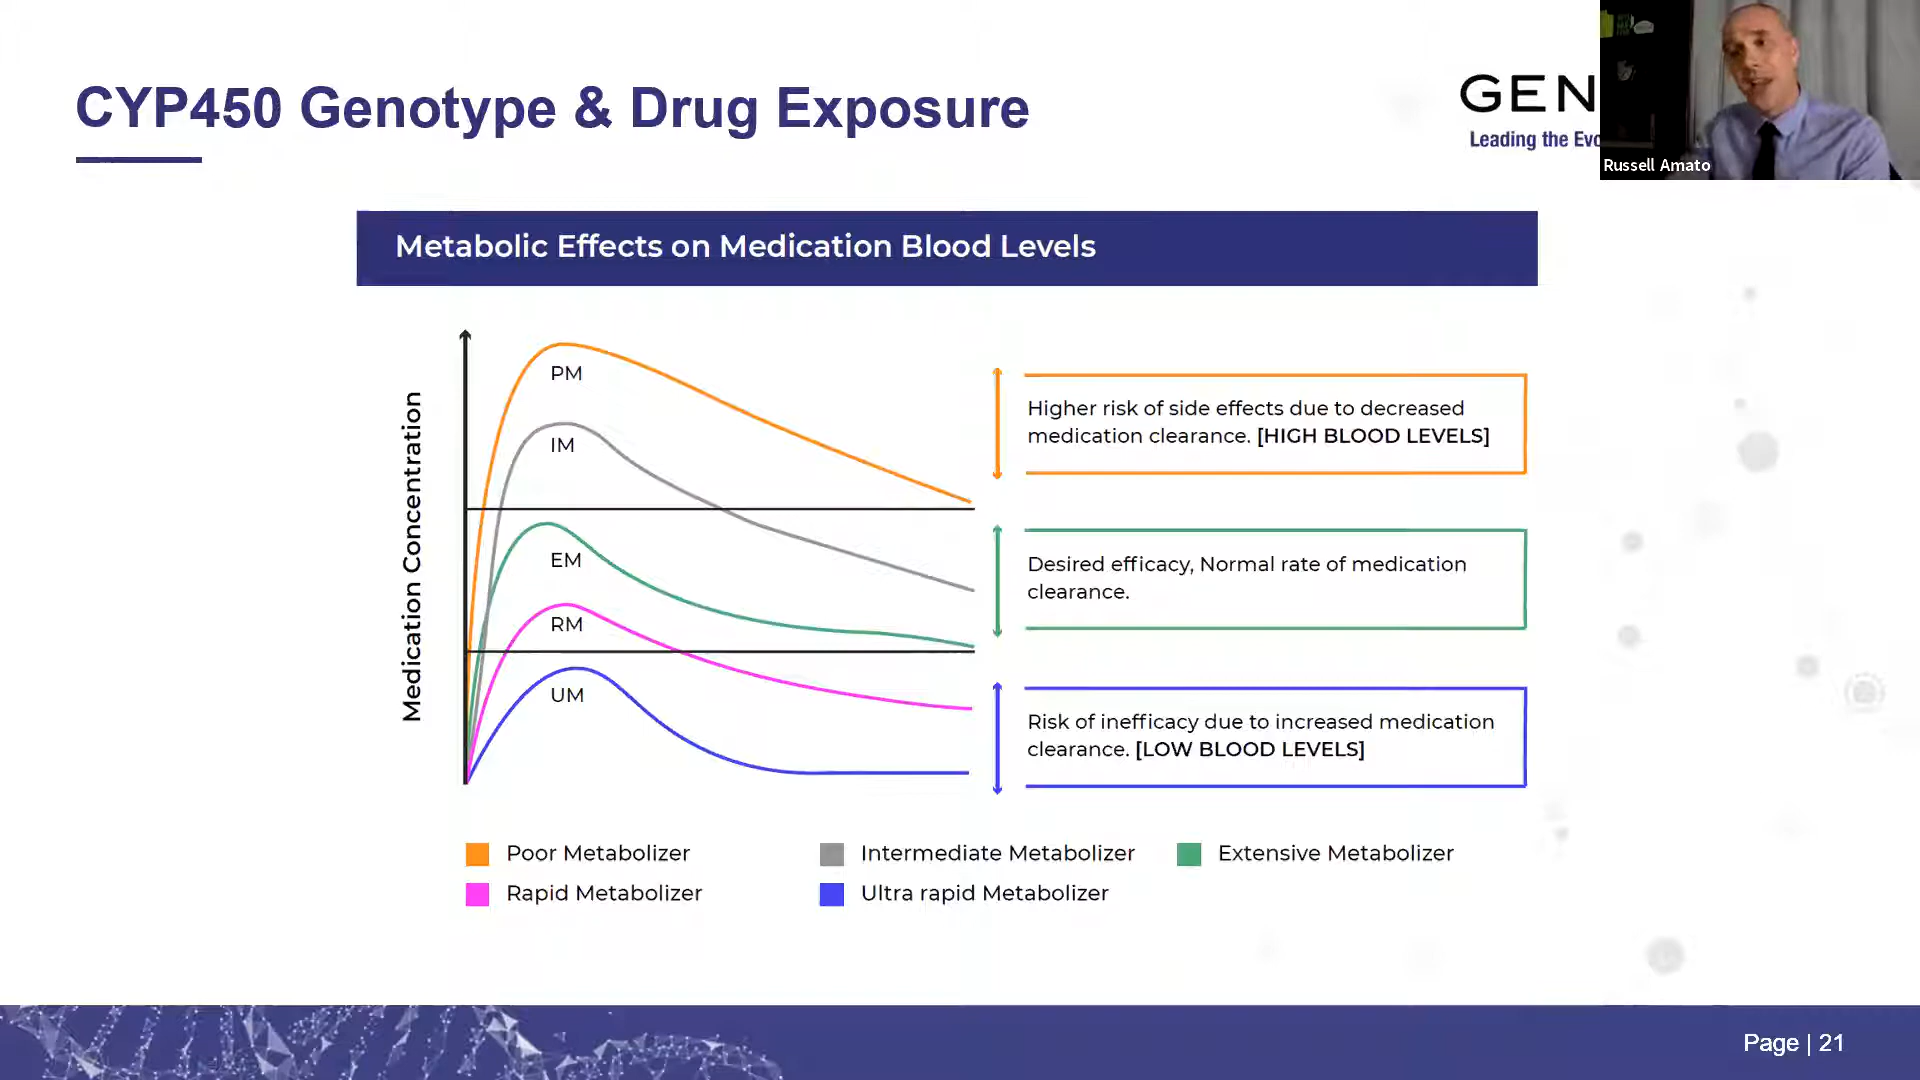 CYP450 Genotype & Drug Exposure
GEN
Leading the Evo
Russell Amato
Metabolic Effects on Medication Blood Levels
Medication Concentration
PM
IM
EM
RM
UM
Higher risk of side effects due to decreased
medication clearance. [HIGH BLOOD LEVELS]
Desired efficacy, Normal rate of medication
clearance.
Risk of inefficacy due to increased medication
clearance. [LOW BLOOD LEVELS]
Poor Metabolizer
Intermediate Metabolizer
Extensive Metabolizer
Rapid Metabolizer
Ultra rapid Metabolizer
Page | 21